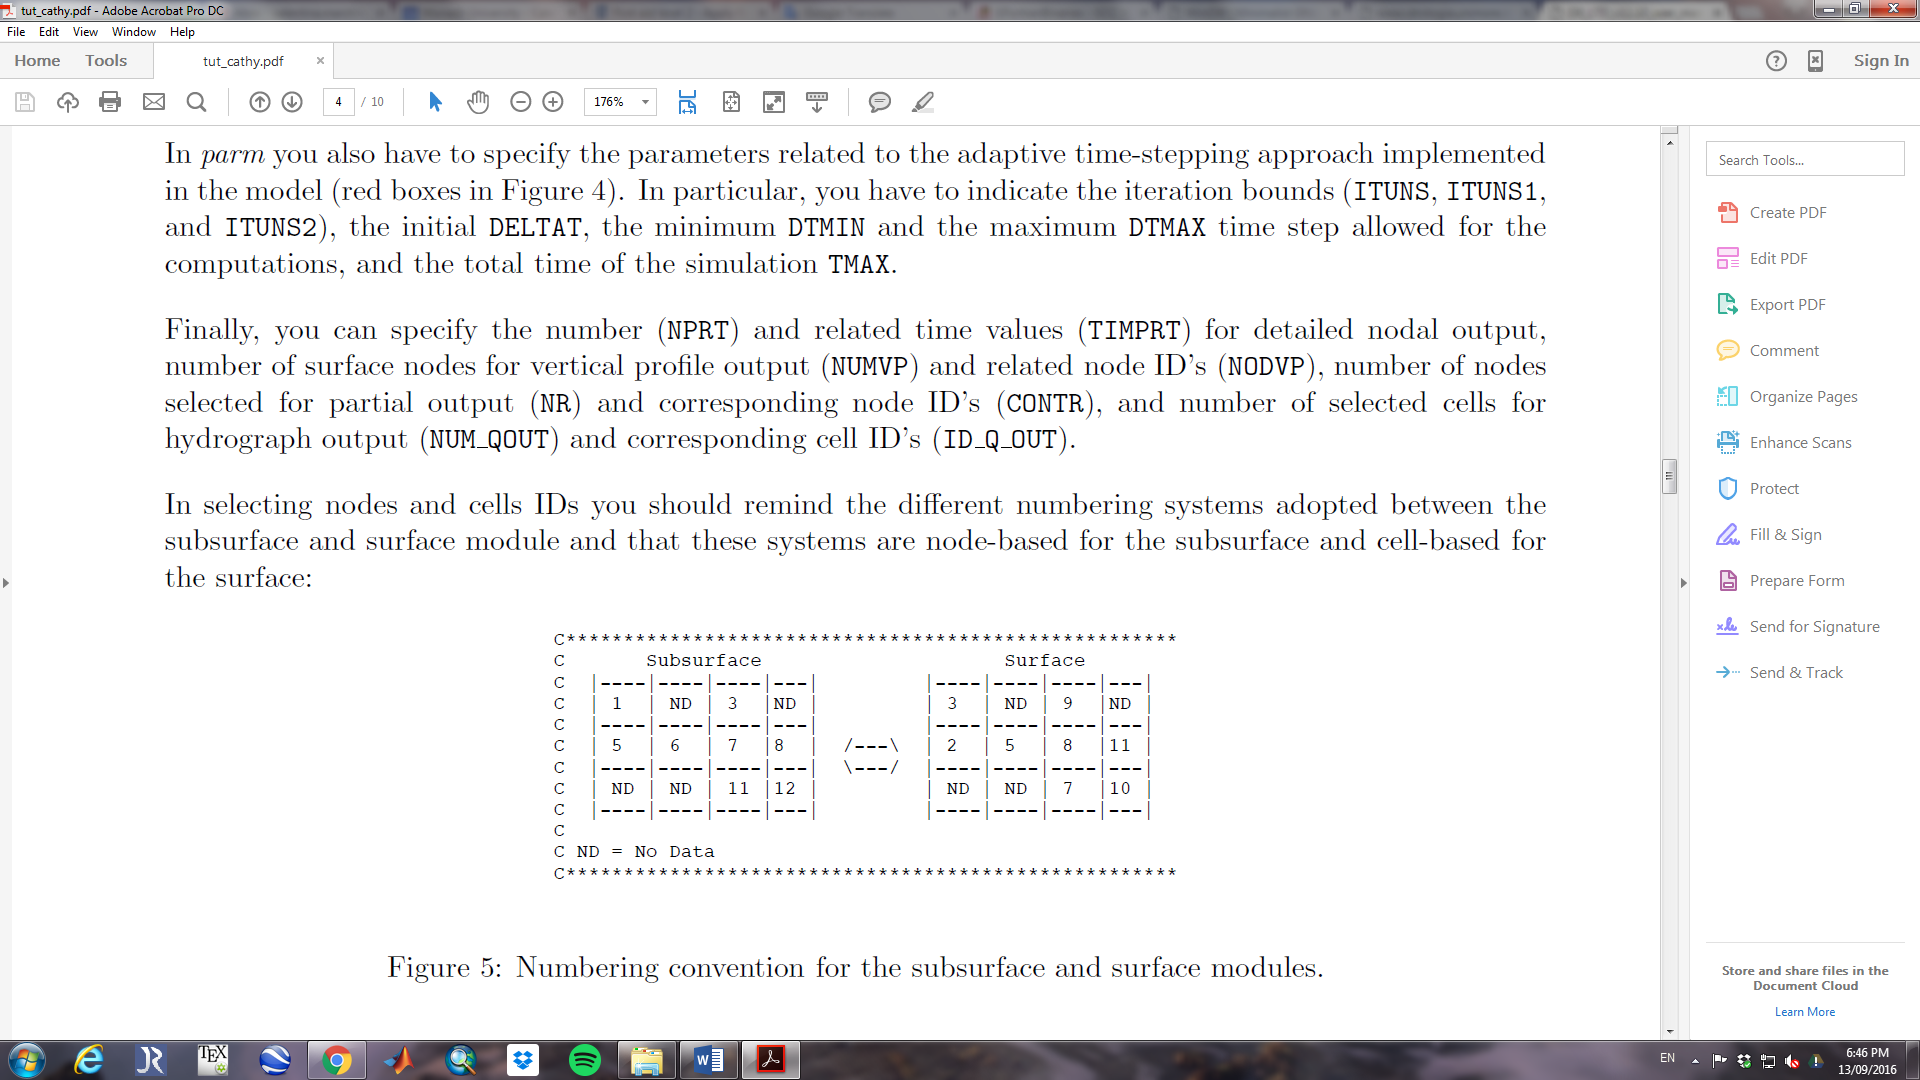 tut_cathy.pdf - Adobe Acrobat Pro DC
File Edit View Window Help
Home Tools tut_cathy.pdf × Sign In
4 / 10 176%
In parm you also have to specify the parameters related to the adaptive time-stepping approach implemented
in the model (red boxes in Figure 4). In particular, you have to indicate the iteration bounds (ITUNS, ITUNS1,
and ITUNS2), the initial DELTAT, the minimum DTMIN and the maximum DTMAX time step allowed for the
computations, and the total time of the simulation TMAX.
Finally, you can specify the number (NPRT) and related time values (TIMPRT) for detailed nodal output,
number of surface nodes for vertical profile output (NUMVP) and related node ID's (NODVP), number of nodes
selected for partial output (NR) and corresponding node ID's (CONTR), and number of selected cells for
hydrograph output (NUM_QOUT) and corresponding cell ID's (ID_Q_OUT).
In selecting nodes and cells IDs you should remind the different numbering systems adopted between the
subsurface and surface module and that these systems are node-based for the subsurface and cell-based for
the surface:
C*****************************************************
C Subsurface Surface
C |----|----|----|---| |----|----|----|---|
C | 1 | ND | 3 |ND | | 3 | ND | 9 |ND |
C |----|----|----|---| |----|----|----|---|
C | 5 | 6 | 7 |8 | /---\ | 2 | 5 | 8 |11 |
C |----|----|----|---| \---/ |----|----|----|---|
C | ND | ND | 11 |12 | | ND | ND | 7 |10 |
C |----|----|----|---| |----|----|----|---|
C
C ND = No Data
C*****************************************************
Figure 5: Numbering convention for the subsurface and surface modules.
Search Tools...
Create PDF
Edit PDF
Export PDF
Comment
Organize Pages
Enhance Scans
Protect
Fill & Sign
Prepare Form
Send for Signature
Send & Track
Store and share files in the
Document Cloud
Learn More
EN
6:46 PM
13/09/2016